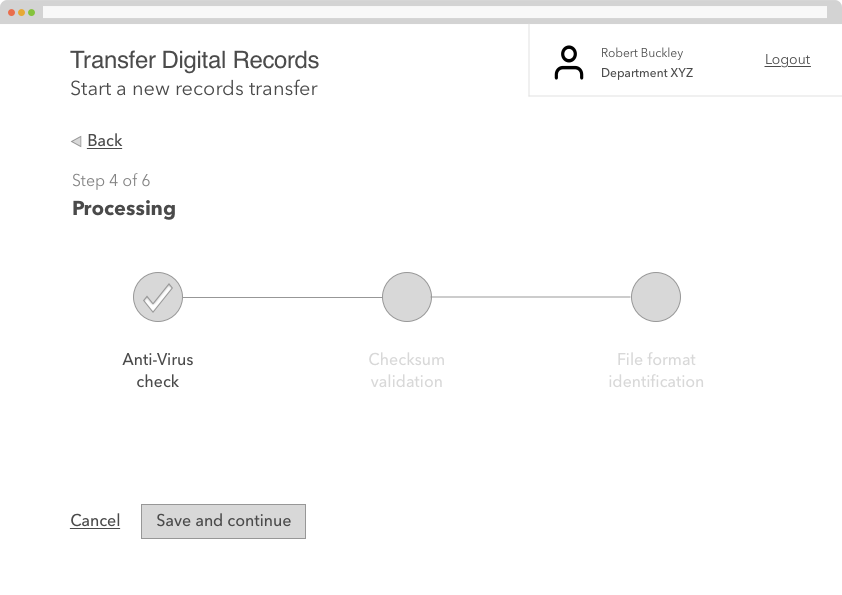 Transfer Digital Records
Start a new records transfer
Robert Buckley
Department XYZ
Logout
Back
Step 4 of 6
Processing
Anti-Virus
check
Checksum
validation
File format
identification
Cancel
Save and continue